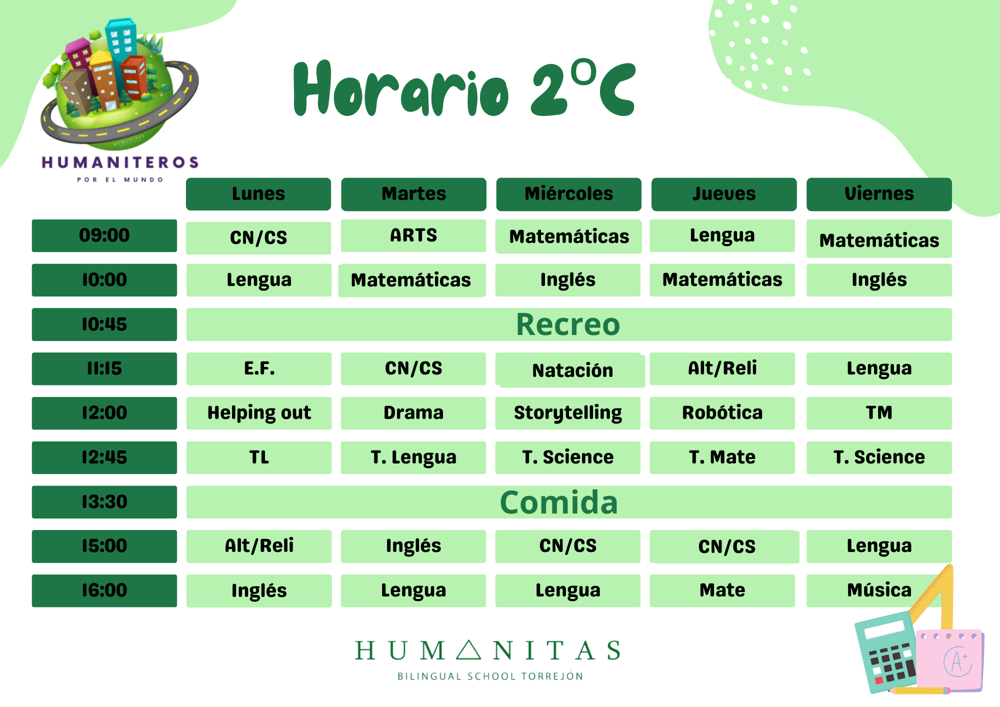 Horario 2ºC
HUMANITAS
HUMANITEROS
POR EL MUNDO
Lunes Martes Miércoles Jueves Viernes
09:00 CN/CS ARTS Matemáticas Lengua Matemáticas
10:00 Lengua Matemáticas Inglés Matemáticas Inglés
10:45 Recreo
11:15 E.F. CN/CS Natación Alt/Reli Lengua
12:00 Helping out Drama Storytelling Robótica TM
12:45 TL T. Lengua T. Science T. Mate T. Science
13:30 Comida
15:00 Alt/Reli Inglés CN/CS CN/CS Lengua
16:00 Inglés Lengua Lengua Mate Música
HUMANITAS
BILINGUAL SCHOOL TORREJÓN
A+